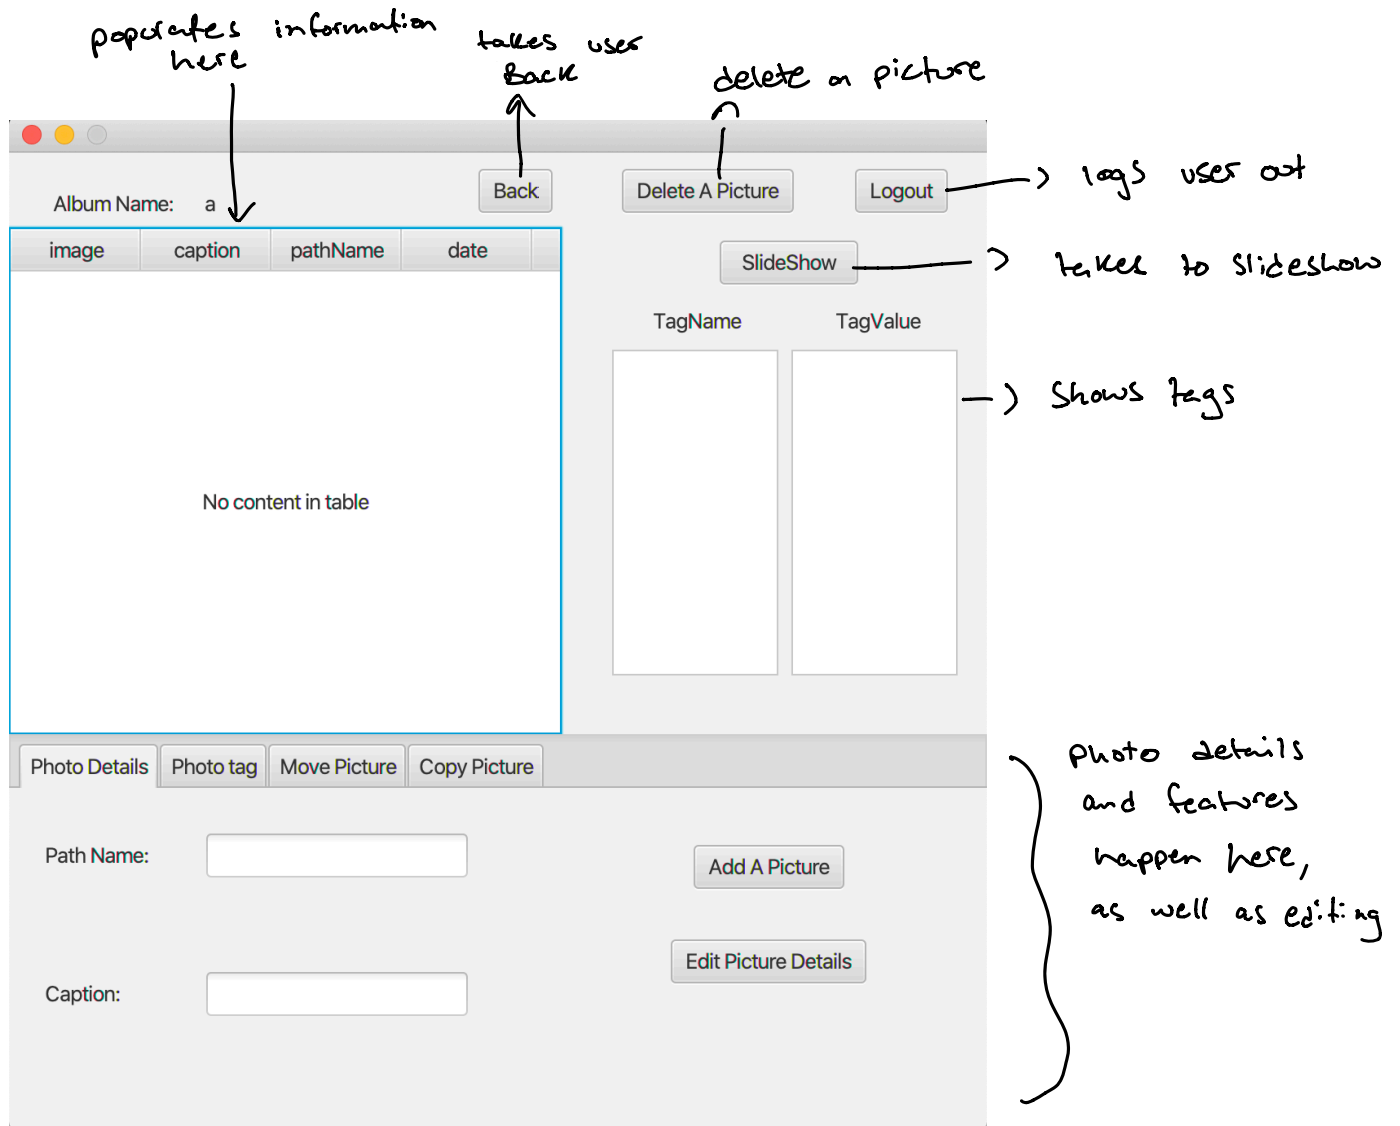 populates information
here
takes user
Back
delete a picture
Back
Delete A Picture
Logout
logs user out
Album Name: a
image caption pathName date
SlideShow
takes to slideshow
TagName TagValue
Shows tags
No content in table
Photo Details Photo tag Move Picture Copy Picture
photo details
and features
happen here,
as well as editing
Path Name:
Add A Picture
Edit Picture Details
Caption: